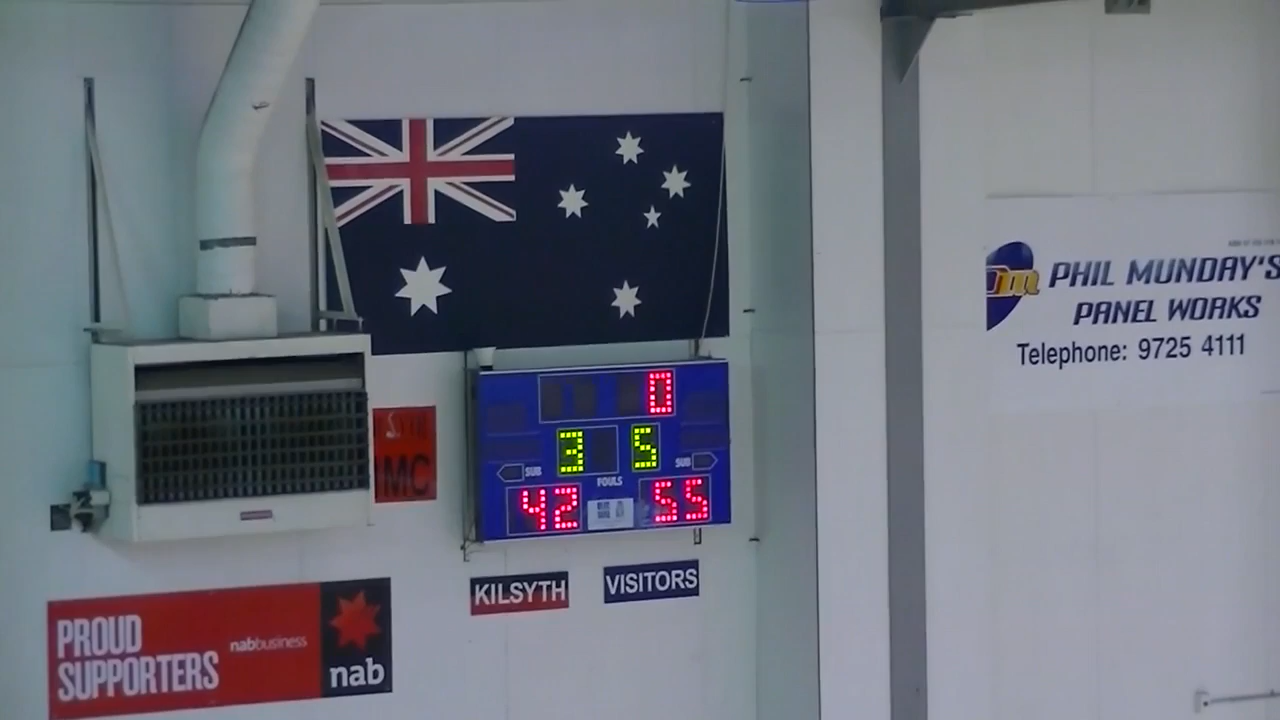 PHIL MUNDAY'S
PANEL WORKS
Telephone: 9725 4111
0
3 5
SUB SUB
FOULS
42 55
MC
KILSYTH VISITORS
PROUD
SUPPORTERS
nabbusiness
nab